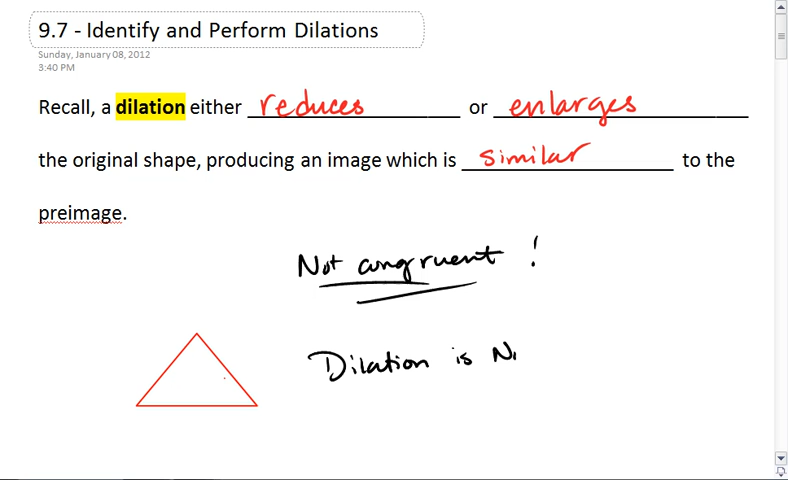 9.7 - Identify and Perform Dilations
Sunday, January 08, 2012
3:40 PM
Recall, a dilation either reduces or enlarges
the original shape, producing an image which is similar to the
preimage.
Not congruent !
Dilation is N